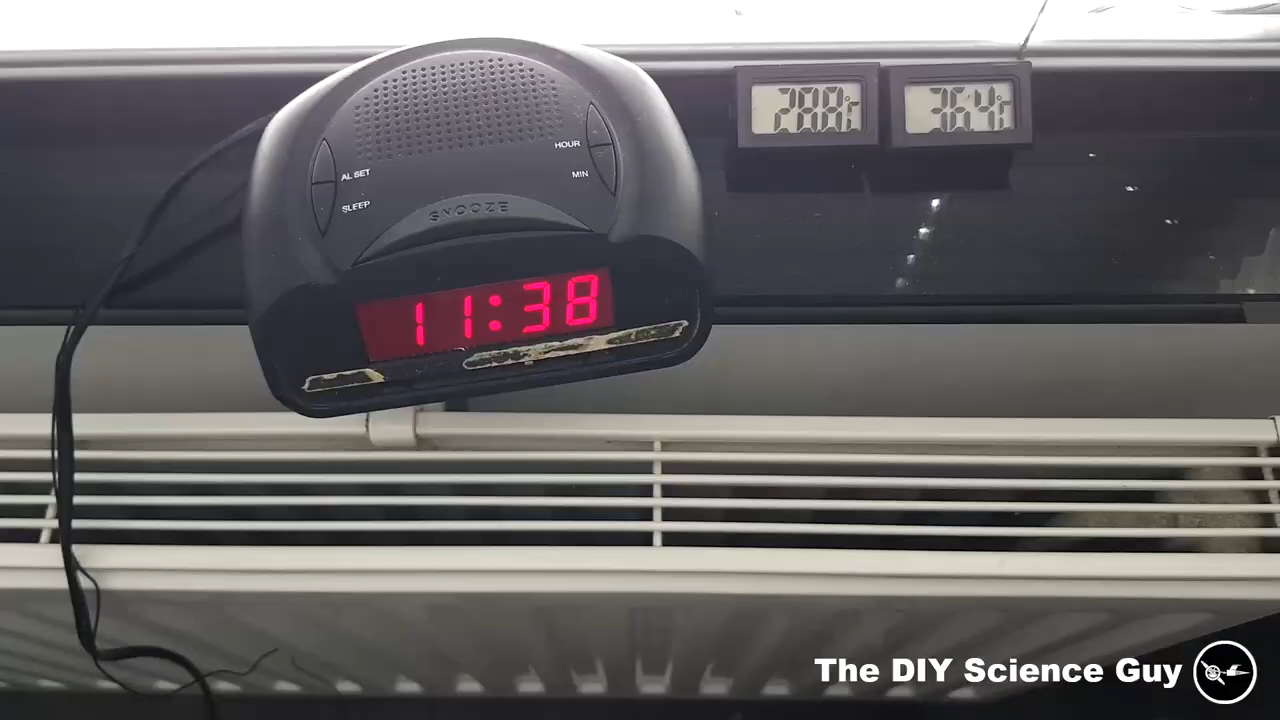 28.8°C
36.4°C
HOUR
AL SET
MIN
SLEEP
SNOOZE
11:38
The DIY Science Guy